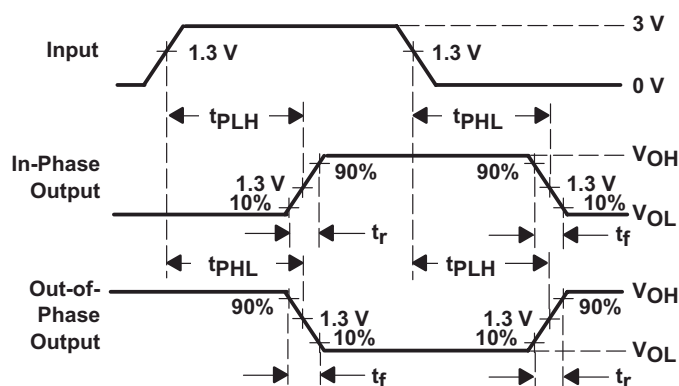 3 V
Input
1.3 V
1.3 V
0 V
tPLH
tPHL
VOH
In-Phase
Output
90%
90%
1.3 V
1.3 V
10%
10%
VOL
tr
tf
tPHL
tPLH
Out-of-
Phase
Output
VOH
90%
90%
1.3 V
1.3 V
10%
10%
VOL
tf
tr